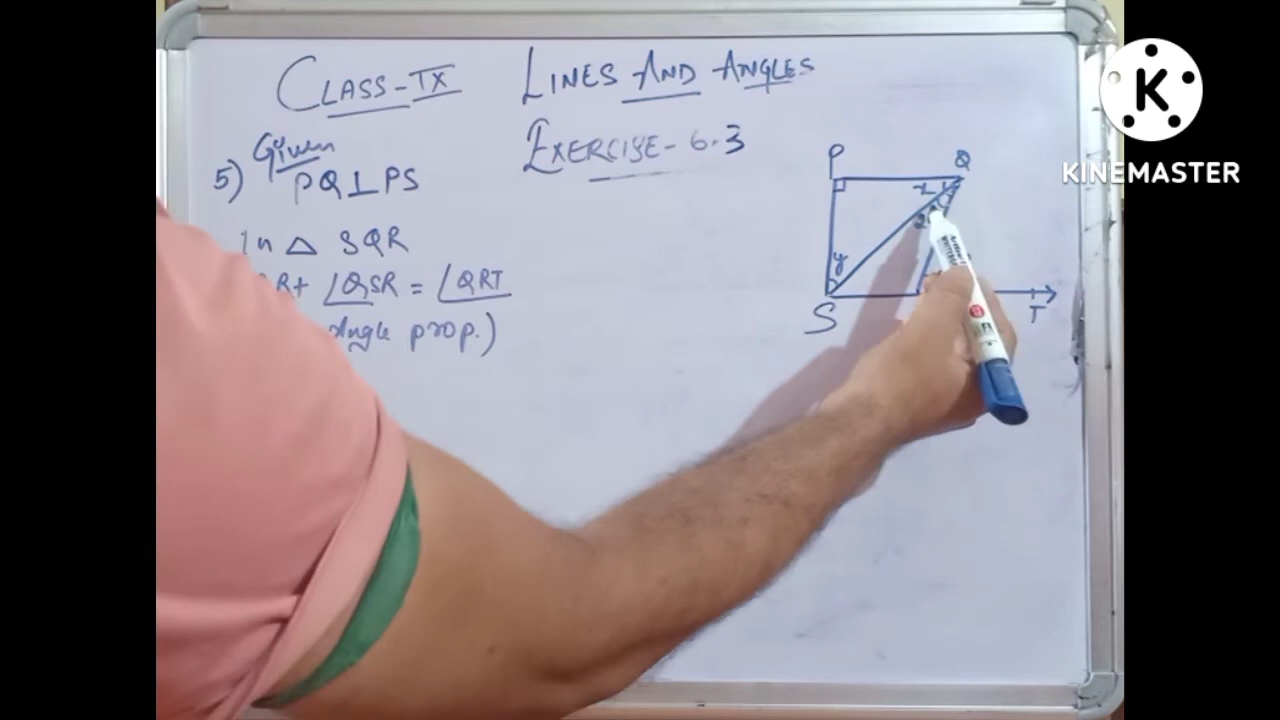 CLASS-IX LINES AND ANGLES
EXERCISE-6.3
5) Given
PQ⊥PS
In △ SQR
R+ ∠QSR = ∠QRT
Angle prop.)
P Q
x
y
S T
K
KINEMASTER